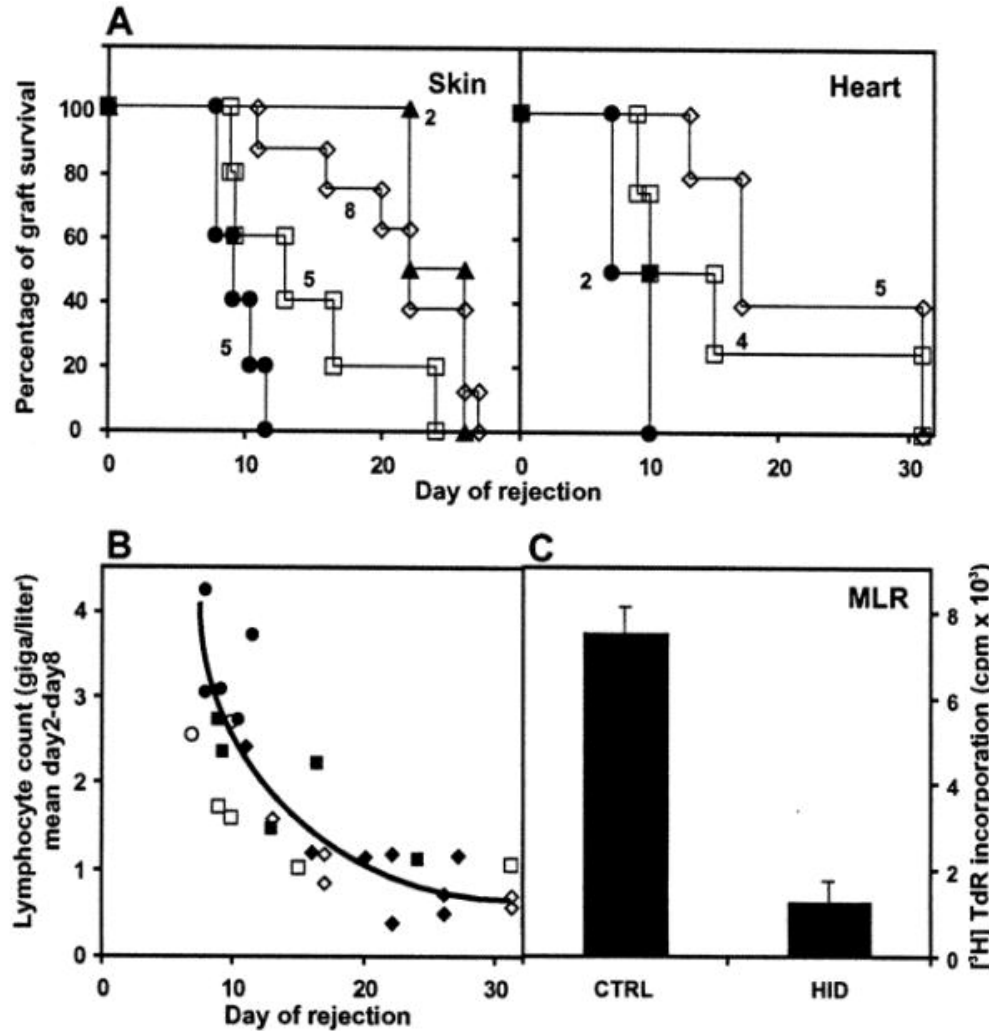 A
Skin
Heart
Percentage of graft survival
100
80
60
40
20
0
2
8
5
5
2
5
4
0
10
20
0
10
20
30
Day of rejection
B
C
Lymphocyte count (giga/liter)
mean day2-day8
4
3
2
1
0
0
10
20
30
Day of rejection
MLR
8
6
4
2
0
[³H] TdR incorporation (cpm x 10³)
CTRL
HID